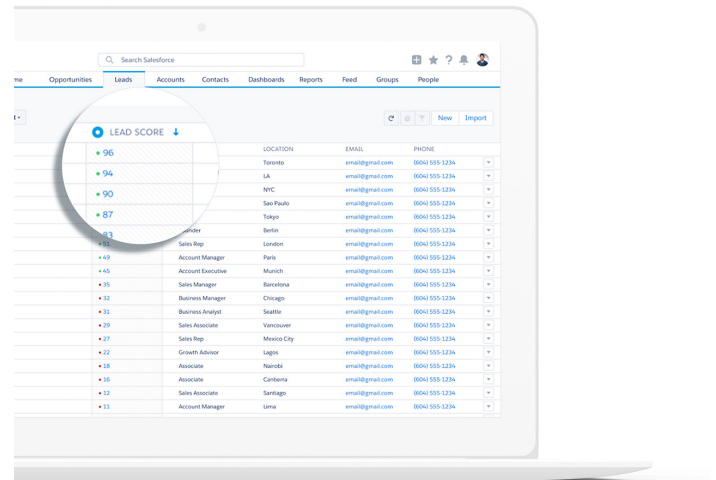 Search Salesforce
me Opportunities Leads Accounts Contacts Dashboards Reports Feed Groups People
New Import
LEAD SCORE
LOCATION EMAIL PHONE
96 Toronto email@gmail.com (604) 555-1234
94 LA email@gmail.com (604) 555-1234
90 NYC email@gmail.com (604) 555-1234
87 Sao Paulo email@gmail.com (604) 555-1234
Tokyo email@gmail.com (604) 555-1234
83 Berlin email@gmail.com (604) 555-1234
51 Sales Rep London email@gmail.com (604) 555-1234
49 Account Manager Paris email@gmail.com (604) 555-1234
45 Account Executive Munich email@gmail.com (604) 555-1234
35 Sales Manager Barcelona email@gmail.com (604) 555-1234
32 Business Manager Chicago email@gmail.com (604) 555-1234
31 Business Analyst Seattle email@gmail.com (604) 555-1234
29 Sales Associate Vancouver email@gmail.com (604) 555-1234
27 Sales Rep Mexico City email@gmail.com (604) 555-1234
22 Growth Advisor Lagos email@gmail.com (604) 555-1234
18 Associate Nairobi email@gmail.com (604) 555-1234
16 Associate Canberra email@gmail.com (604) 555-1234
12 Sales Associate Santiago email@gmail.com (604) 555-1234
11 Account Manager Lima email@gmail.com (604) 555-1234